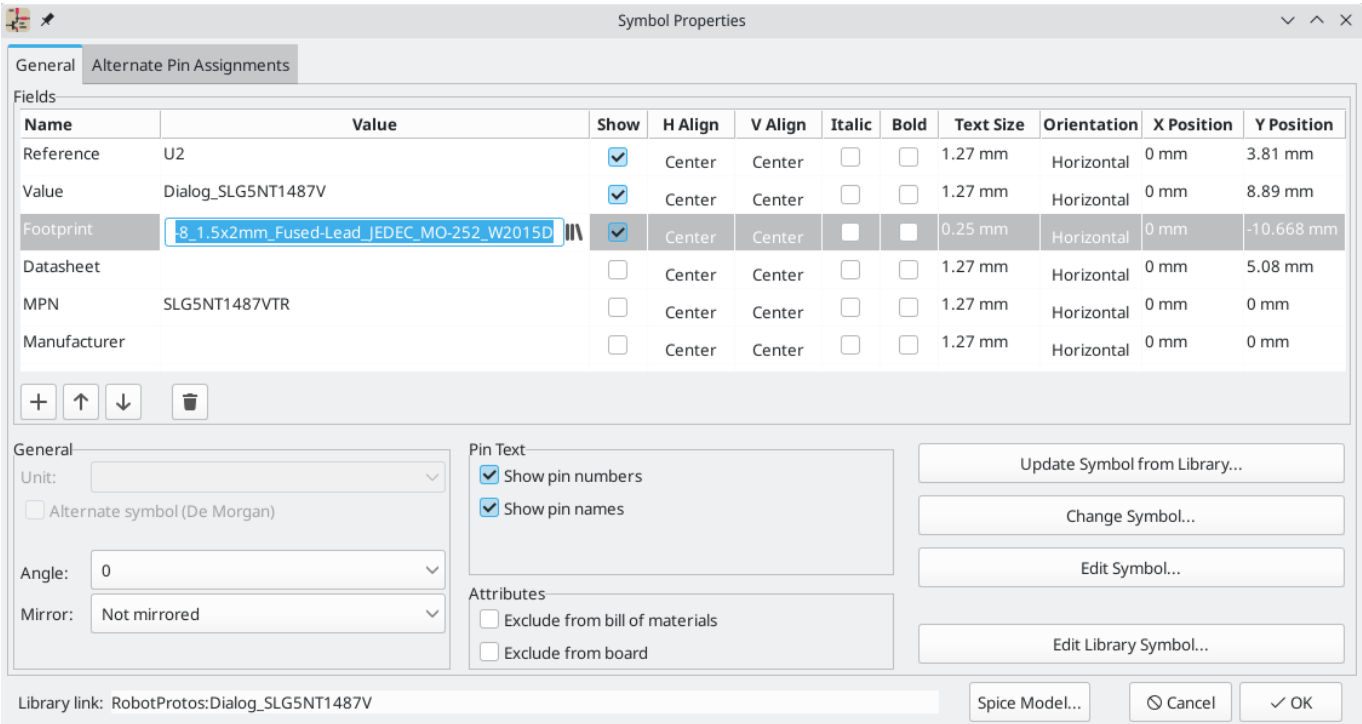 Symbol Properties
General Alternate Pin Assignments
Fields
Name Value Show H Align V Align Italic Bold Text Size Orientation X Position Y Position
Reference U2 Center Center 1.27 mm Horizontal 0 mm 3.81 mm
Value Dialog_SLG5NT1487V Center Center 1.27 mm Horizontal 0 mm 8.89 mm
Footprint -8_1.5x2mm_Fused-Lead_JEDEC_MO-252_W2015D Center Center 0.25 mm Horizontal 0 mm -10.668 mm
Datasheet Center Center 1.27 mm Horizontal 0 mm 5.08 mm
MPN SLG5NT1487VTR Center Center 1.27 mm Horizontal 0 mm 0 mm
Manufacturer Center Center 1.27 mm Horizontal 0 mm 0 mm
General
Unit:
Alternate symbol (De Morgan)
Angle: 0
Mirror: Not mirrored
Pin Text
Show pin numbers
Show pin names
Attributes
Exclude from bill of materials
Exclude from board
Update Symbol from Library...
Change Symbol...
Edit Symbol...
Edit Library Symbol...
Library link: RobotProtos:Dialog_SLG5NT1487V
Spice Model... Cancel OK